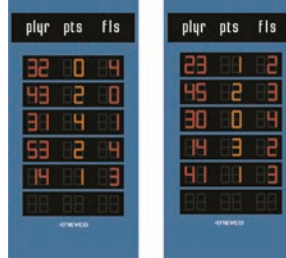 plyr pts fls
32 0 4
43 2 0
31 4 1
53 2 4
14 1 3
NEVCO
plyr pts fls
23 1 2
45 2 3
30 0 4
14 3 2
41 1 3
NEVCO